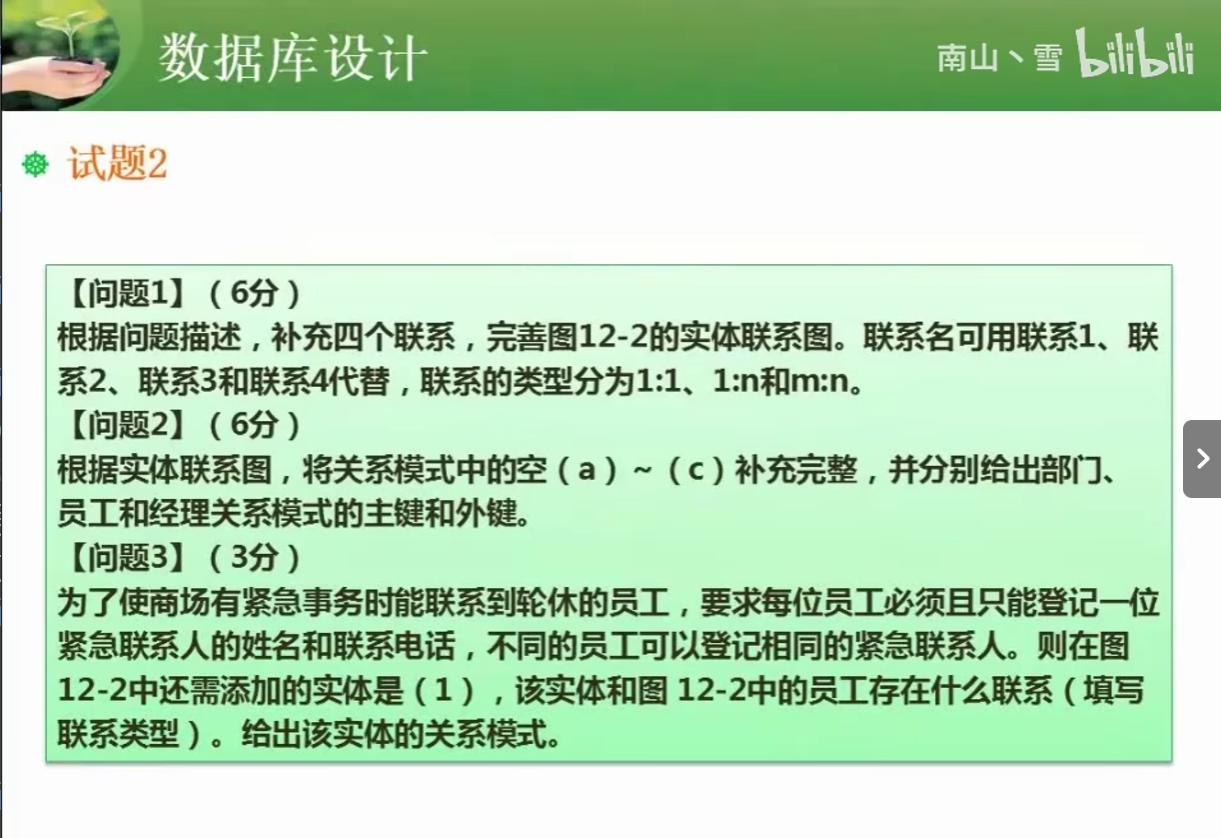 数据库设计
南山丶雪 bilibili
试题2
【问题1】（6分）
根据问题描述，补充四个联系，完善图12-2的实体联系图。联系名可用联系1、联
系2、联系3和联系4代替，联系的类型分为1:1、1:n和m:n。
【问题2】（6分）
根据实体联系图，将关系模式中的空（a）~（c）补充完整，并分别给出部门、
员工和经理关系模式的主键和外键。
【问题3】（3分）
为了使商场有紧急事务时能联系到轮休的员工，要求每位员工必须且只能登记一位
紧急联系人的姓名和联系电话，不同的员工可以登记相同的紧急联系人。则在图
12-2中还需添加的实体是（1），该实体和图 12-2中的员工存在什么联系（填写
联系类型）。给出该实体的关系模式。